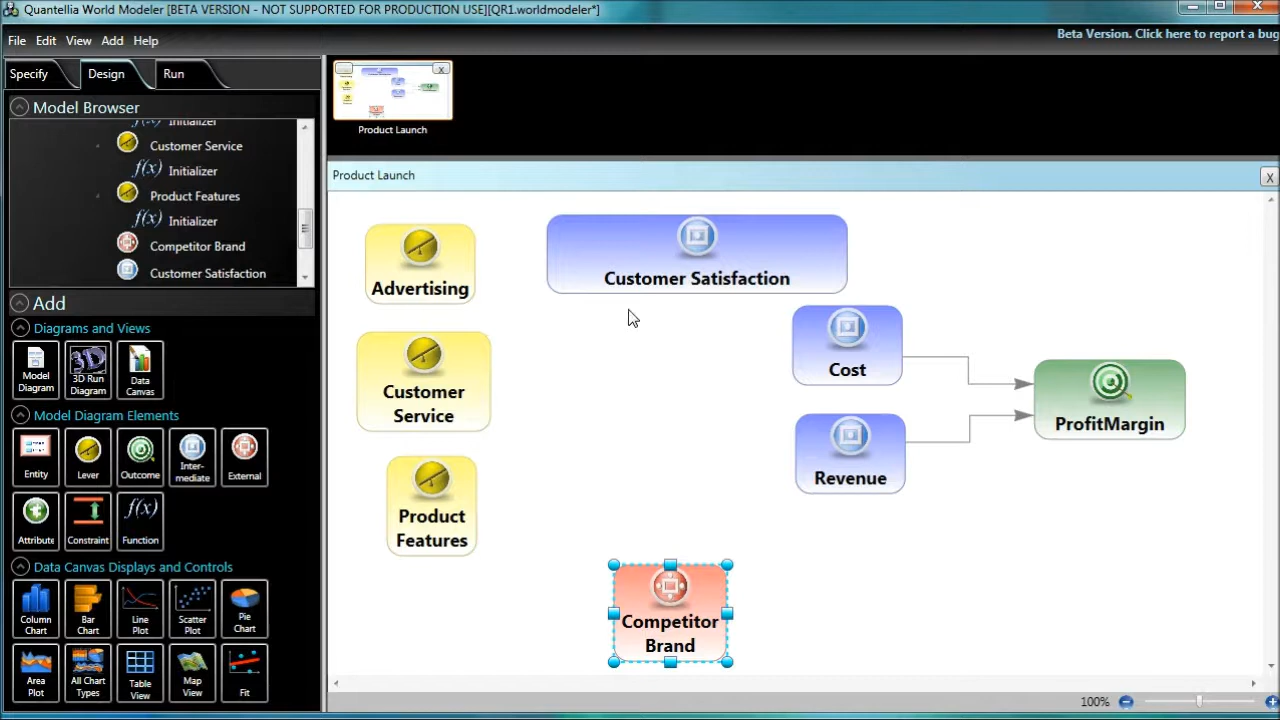 Quantellia World Modeler [BETA VERSION - NOT SUPPORTED FOR PRODUCTION USE][QR1.worldmodeler*]
File Edit View Add Help
Beta Version. Click here to report a bug
Specify Design Run
Model Browser
f(x) Initializer
Customer Service
f(x) Initializer
Product Features
f(x) Initializer
Competitor Brand
Customer Satisfaction
Add
Diagrams and Views
Model Diagram
3D 3D Run Diagram
Data Canvas
Model Diagram Elements
Entity
Lever
Outcome
Inter-mediate
External
Attribute
Constraint
f(x) Function
Data Canvas Displays and Controls
Column Chart
Bar Chart
Line Plot
Scatter Plot
Pie Chart
Area Plot
All Chart Types
Table View
Map View
Fit
X
Product Launch
Product Launch
X
Advertising
Customer Satisfaction
Cost
Customer
Service
ProfitMargin
Revenue
Product
Features
Competitor
Brand
100%